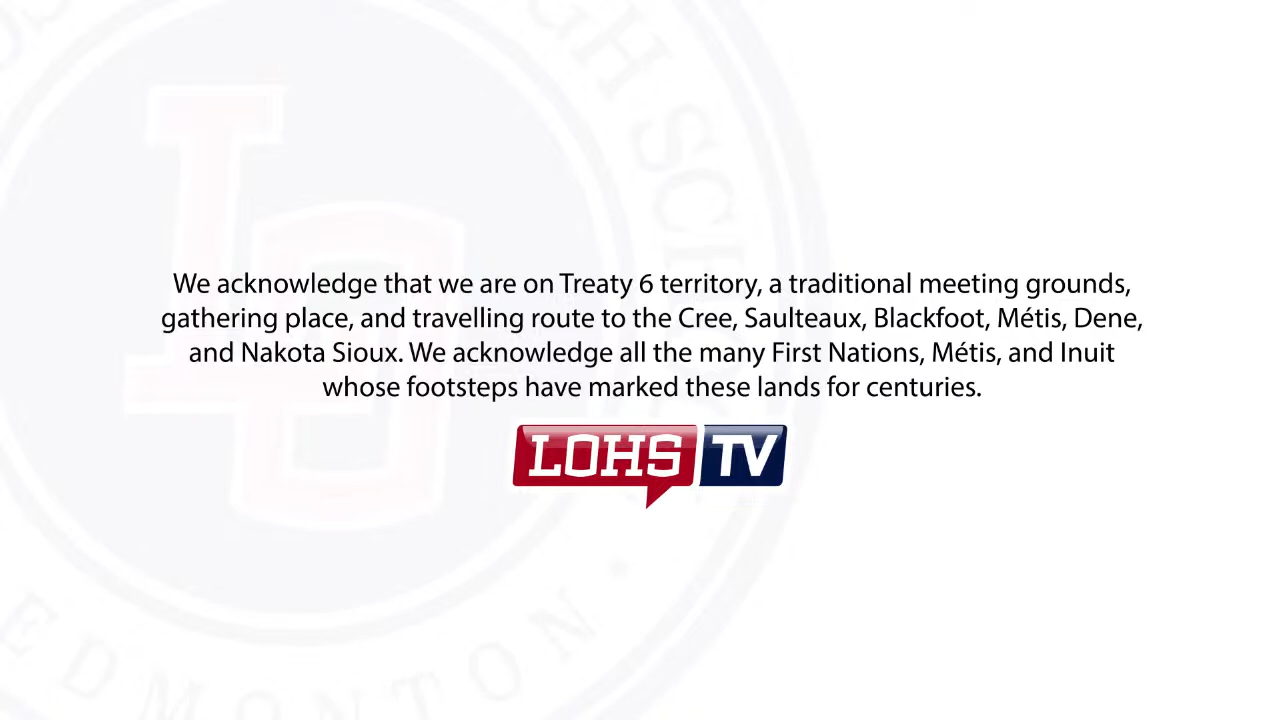 We acknowledge that we are on Treaty 6 territory, a traditional meeting grounds,
gathering place, and travelling route to the Cree, Saulteaux, Blackfoot, Métis, Dene,
and Nakota Sioux. We acknowledge all the many First Nations, Métis, and Inuit
whose footsteps have marked these lands for centuries.
LOHS TV
LO
EDMONTON